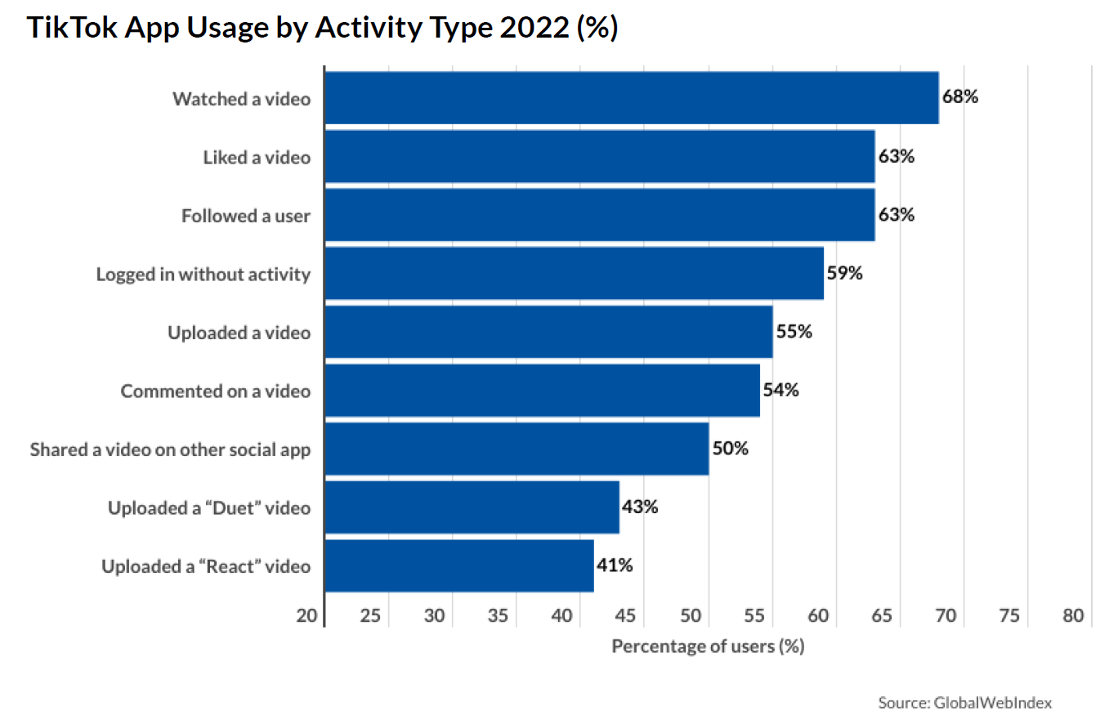 TikTok App Usage by Activity Type 2022 (%)
Watched a video 68%
Liked a video 63%
Followed a user 63%
Logged in without activity 59%
Uploaded a video 55%
Commented on a video 54%
Shared a video on other social app 50%
Uploaded a “Duet” video 43%
Uploaded a “React” video 41%
20 25 30 35 40 45 50 55 60 65 70 75 80
Percentage of users (%)
Source: GlobalWebIndex